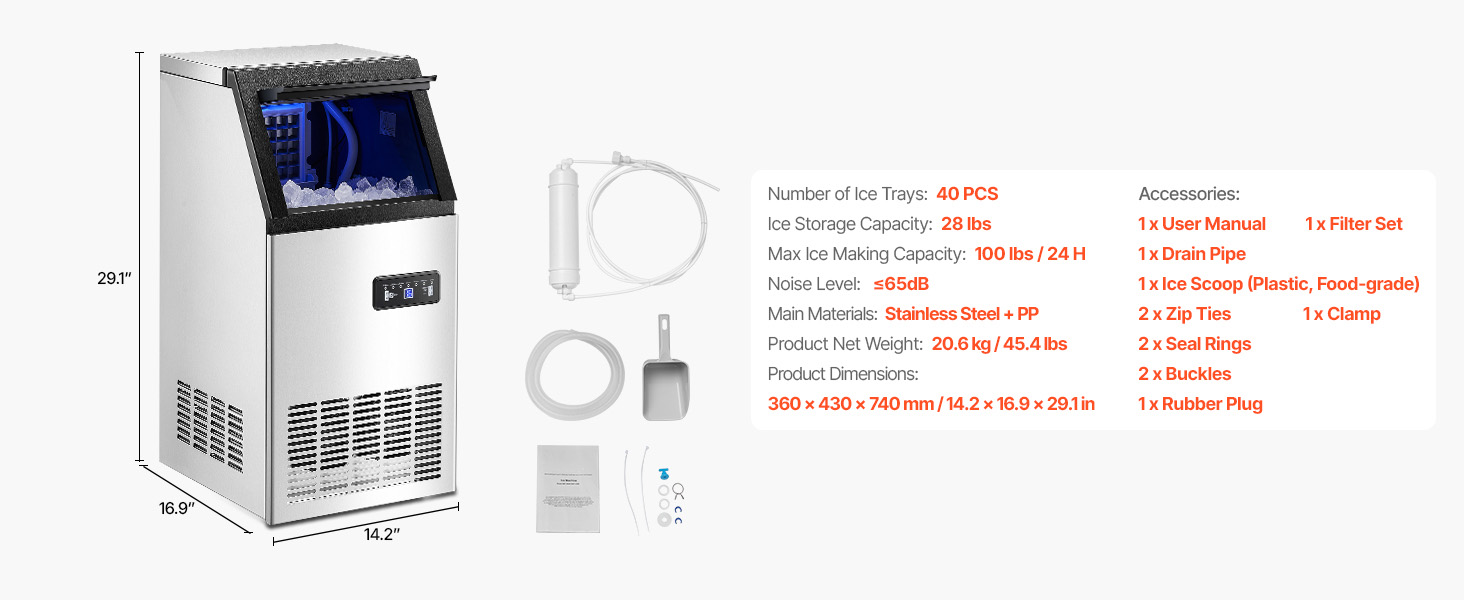 29.1″
16.9″
14.2″
Number of Ice Trays: 40 PCS
Ice Storage Capacity: 28 lbs
Max Ice Making Capacity: 100 lbs / 24 H
Noise Level: ≤65dB
Main Materials: Stainless Steel + PP
Product Net Weight: 20.6 kg / 45.4 lbs
Product Dimensions:
360 × 430 × 740 mm / 14.2 × 16.9 × 29.1 in
Accessories:
1 x User Manual 1 x Filter Set
1 x Drain Pipe
1 x Ice Scoop (Plastic, Food-grade)
2 x Zip Ties 1 x Clamp
2 x Seal Rings
2 x Buckles
1 x Rubber Plug